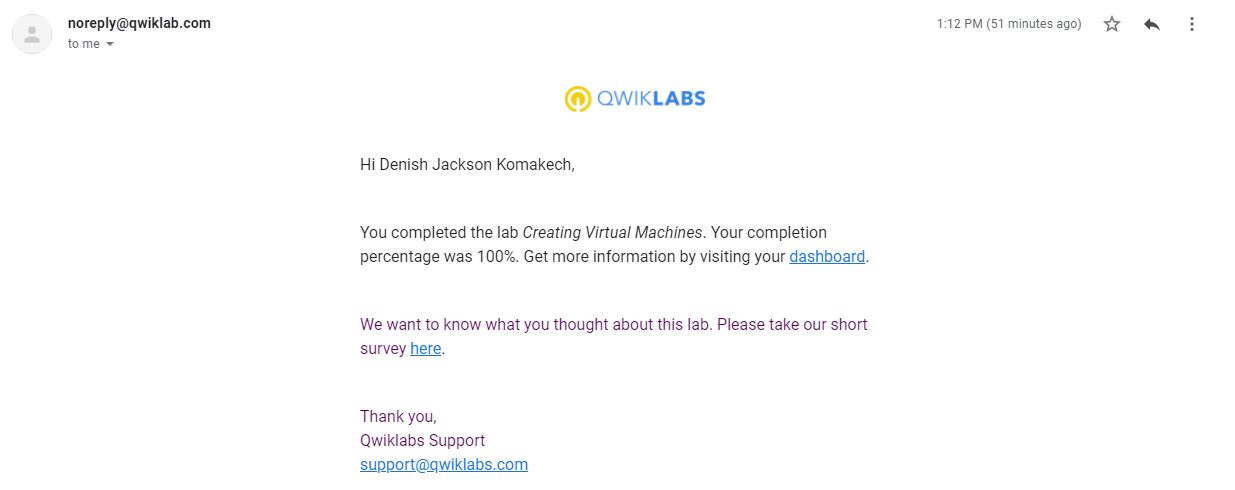 noreply@qwiklab.com
1:12 PM (51 minutes ago)
to me
QWIKLABS
Hi Denish Jackson Komakech,
You completed the lab Creating Virtual Machines. Your completion
percentage was 100%. Get more information by visiting your dashboard.
We want to know what you thought about this lab. Please take our short
survey here.
Thank you,
Qwiklabs Support
support@qwiklabs.com